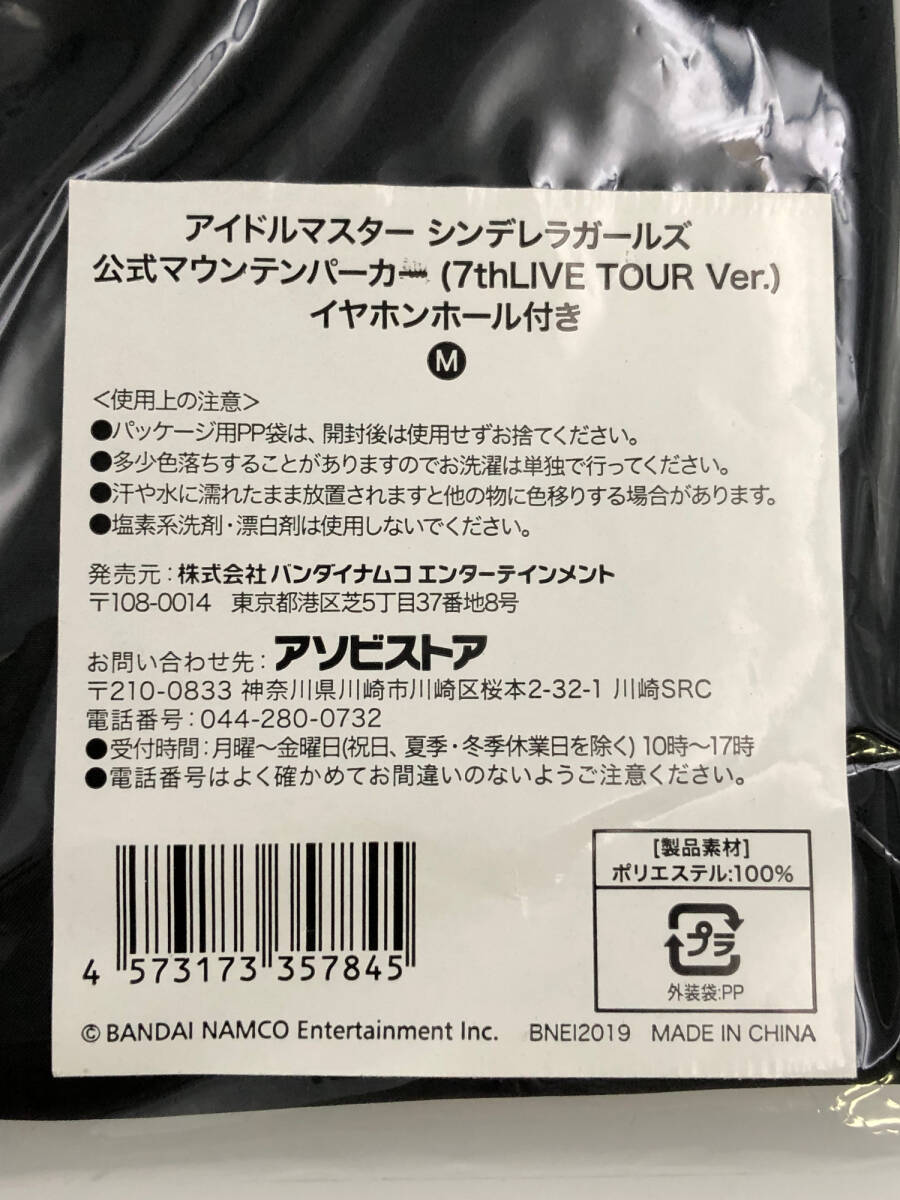 アイドルマスター シンデレラガールズ
公式マウンテンパーカー (7thLIVE TOUR Ver.)
イヤホンホール付き
M
＜使用上の注意＞
●パッケージ用PP袋は、開封後は使用せずお捨てください。
●多少色落ちすることがありますのでお洗濯は単独で行ってください。
●汗や水に濡れたまま放置されますと他の物に色移りする場合があります。
●塩素系洗剤・漂白剤は使用しないでください。
発売元：株式会社 バンダイナムコ エンターテインメント
〒108-0014 東京都港区芝5丁目37番地8号
お問い合わせ先：アソビストア
〒210-0833 神奈川県川崎市川崎区桜本2-32-1 川崎SRC
電話番号：044-280-0732
●受付時間：月曜～金曜日(祝日、夏季・冬季休業日を除く) 10時～17時
●電話番号はよく確かめてお間違いのないようご注意ください。
[製品素材]
ポリエステル:100%
プラ
外装袋:PP
4 573173 357845
© BANDAI NAMCO Entertainment Inc. BNEI2019 MADE IN CHINA